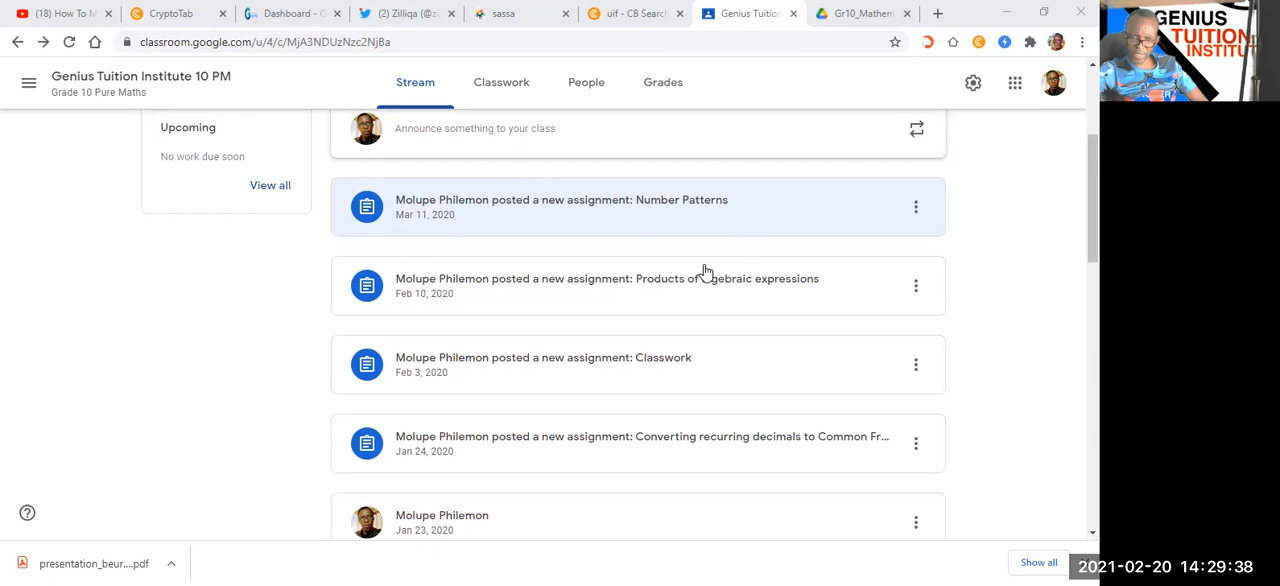 (18) How To M
CryptoTab
Dashboard - G
(2) Zilliqa (@z
sassa
uif - CB Search
Genius Tuition
Gr10_Mathem
classroom.google.com/u/4/c/MjA3NDUzNzc2NjBa
GENIUS
TUITION
INSTITU
Genius Tuition Institute 10 PM
Grade 10 Pure Maths
Stream
Classwork
People
Grades
Upcoming
No work due soon
View all
Announce something to your class
Molupe Philemon posted a new assignment: Number Patterns
Mar 11, 2020
Molupe Philemon posted a new assignment: Products of algebraic expressions
Feb 10, 2020
Molupe Philemon posted a new assignment: Classwork
Feb 3, 2020
Molupe Philemon posted a new assignment: Converting recurring decimals to Common Fr...
Jan 24, 2020
Molupe Philemon
Jan 23, 2020
presentation_beur....pdf
Show all
2021-02-20 14:29:38